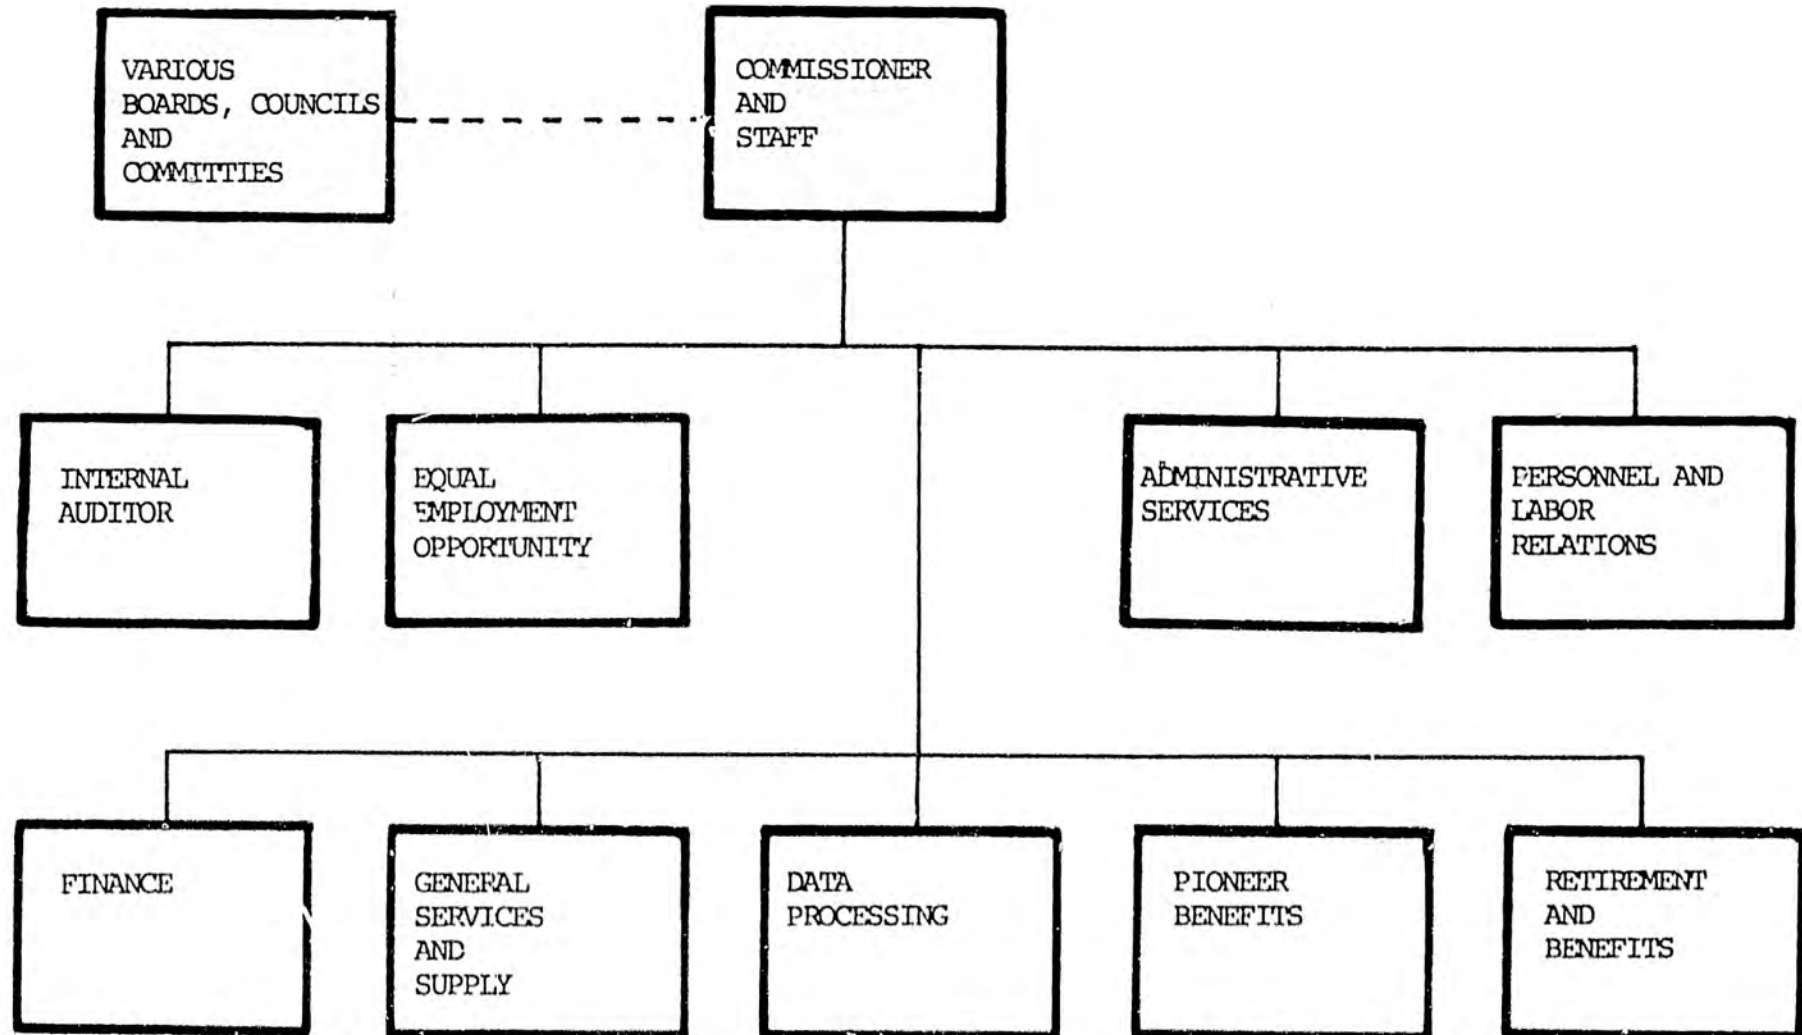 VARIOUS
BOARDS, COUNCILS
AND
COMMITTIES
COMMISSIONER
AND
STAFF
INTERNAL
AUDITOR
EQUAL
EMPLOYMENT
OPPORTUNITY
ADMINISTRATIVE
SERVICES
PERSONNEL AND
LABOR
RELATIONS
FINANCE
GENERAL
SERVICES
AND
SUPPLY
DATA
PROCESSING
PIONEER
BENEFITS
RETIREMENT
AND
BENEFITS